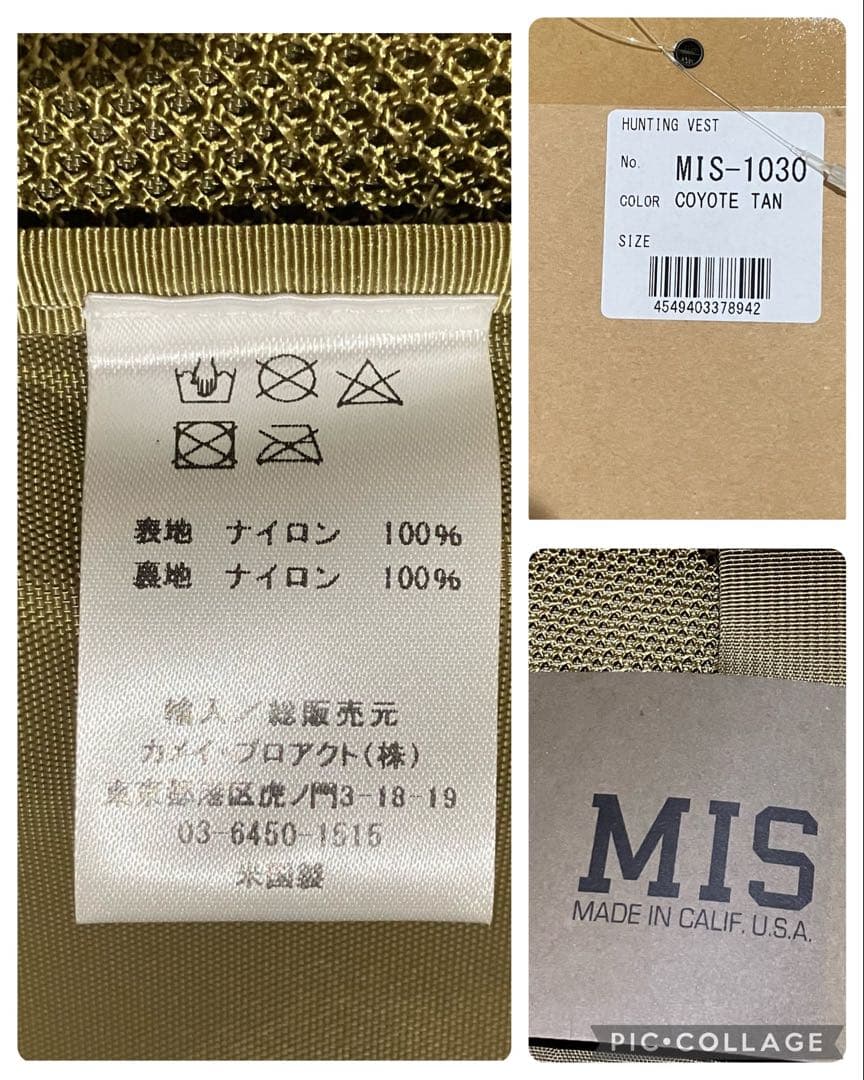 表地 ナイロン 100%
裏地 ナイロン 100%
輸入/総販売元
カメイ・プロアクト(株)
東京都港区虎ノ門3-18-19
03-6450-1515
米国製
HUNTING VEST
No. MIS-1030
COLOR COYOTE TAN
SIZE
4549403378942
MIS
MADE IN CALIF. U.S.A.
PIC•COLLAGE